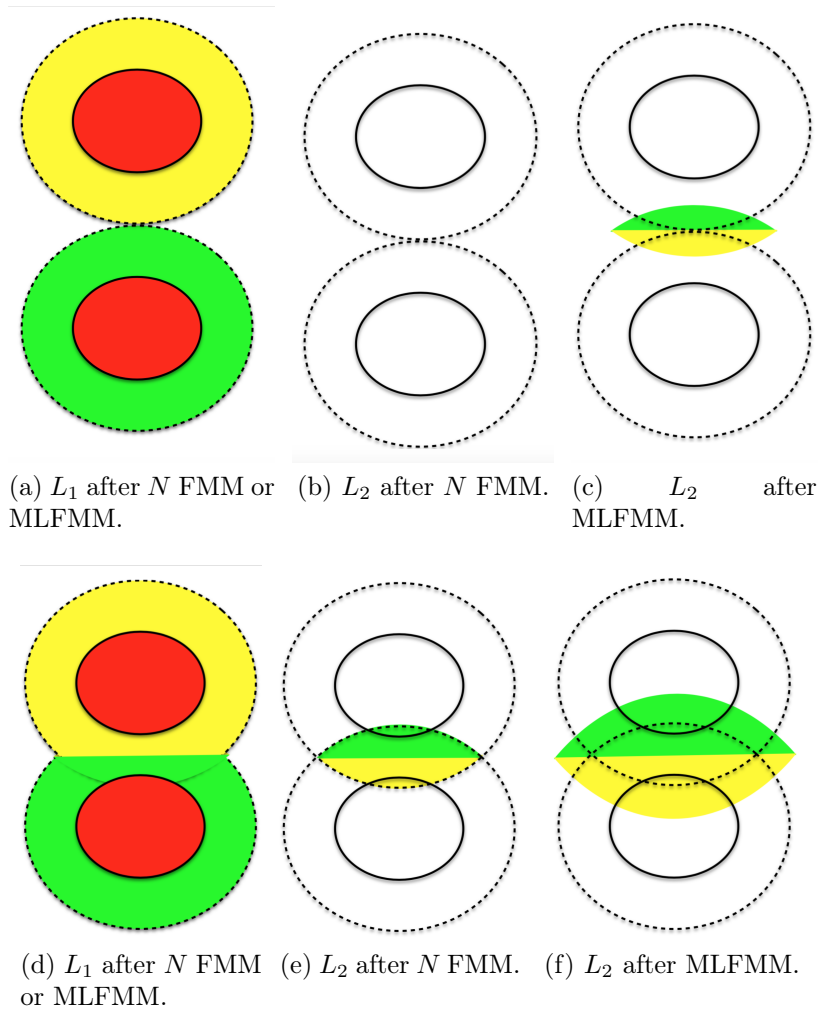 (a) L₁ after N FMM or
MLFMM.
(b) L₂ after N FMM.
(c) L₂ after
MLFMM.
(d) L₁ after N FMM
or MLFMM.
(e) L₂ after N FMM.
(f) L₂ after MLFMM.